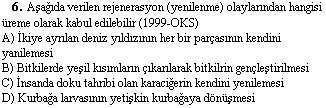 6. Aşağıda verilen rejenerasyon (yenilenme) olaylarından hangisi
üreme olarak kabul edilebilir (1999-OKS)
A) İkiye ayrılan deniz yıldızının her bir parçasının kendini
yanilemesi
B) Bitkilerde yeşil kısımların çıkarılarak bitkilrin gençleştirilmesi
C) İnsanda doku tahribi olan karaciğerin kendini yenilemesi
D) Kurbağa larvasının yetişkin kurbağaya dönüşmesi